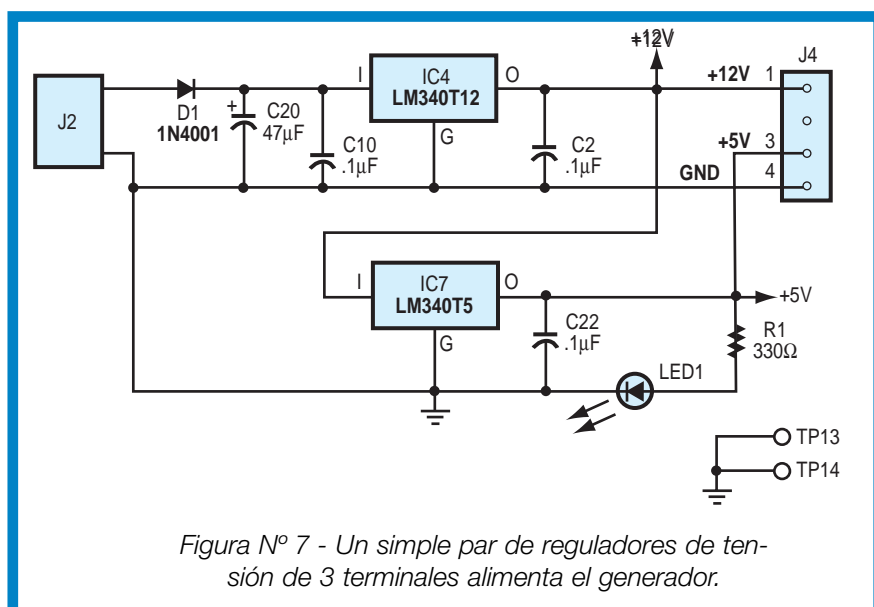 +12V
J4
I
IC4
LM340T12
O
+12V
1
J2
D1
1N4001
+
C20
47µF
C10
.1µF
G
C2
.1µF
+5V
3
GND
4
I
IC7
LM340T5
O
+5V
G
C22
.1µF
R1
330Ω
LED1
TP13
TP14
Figura Nº 7 - Un simple par de reguladores de ten-
sión de 3 terminales alimenta el generador.